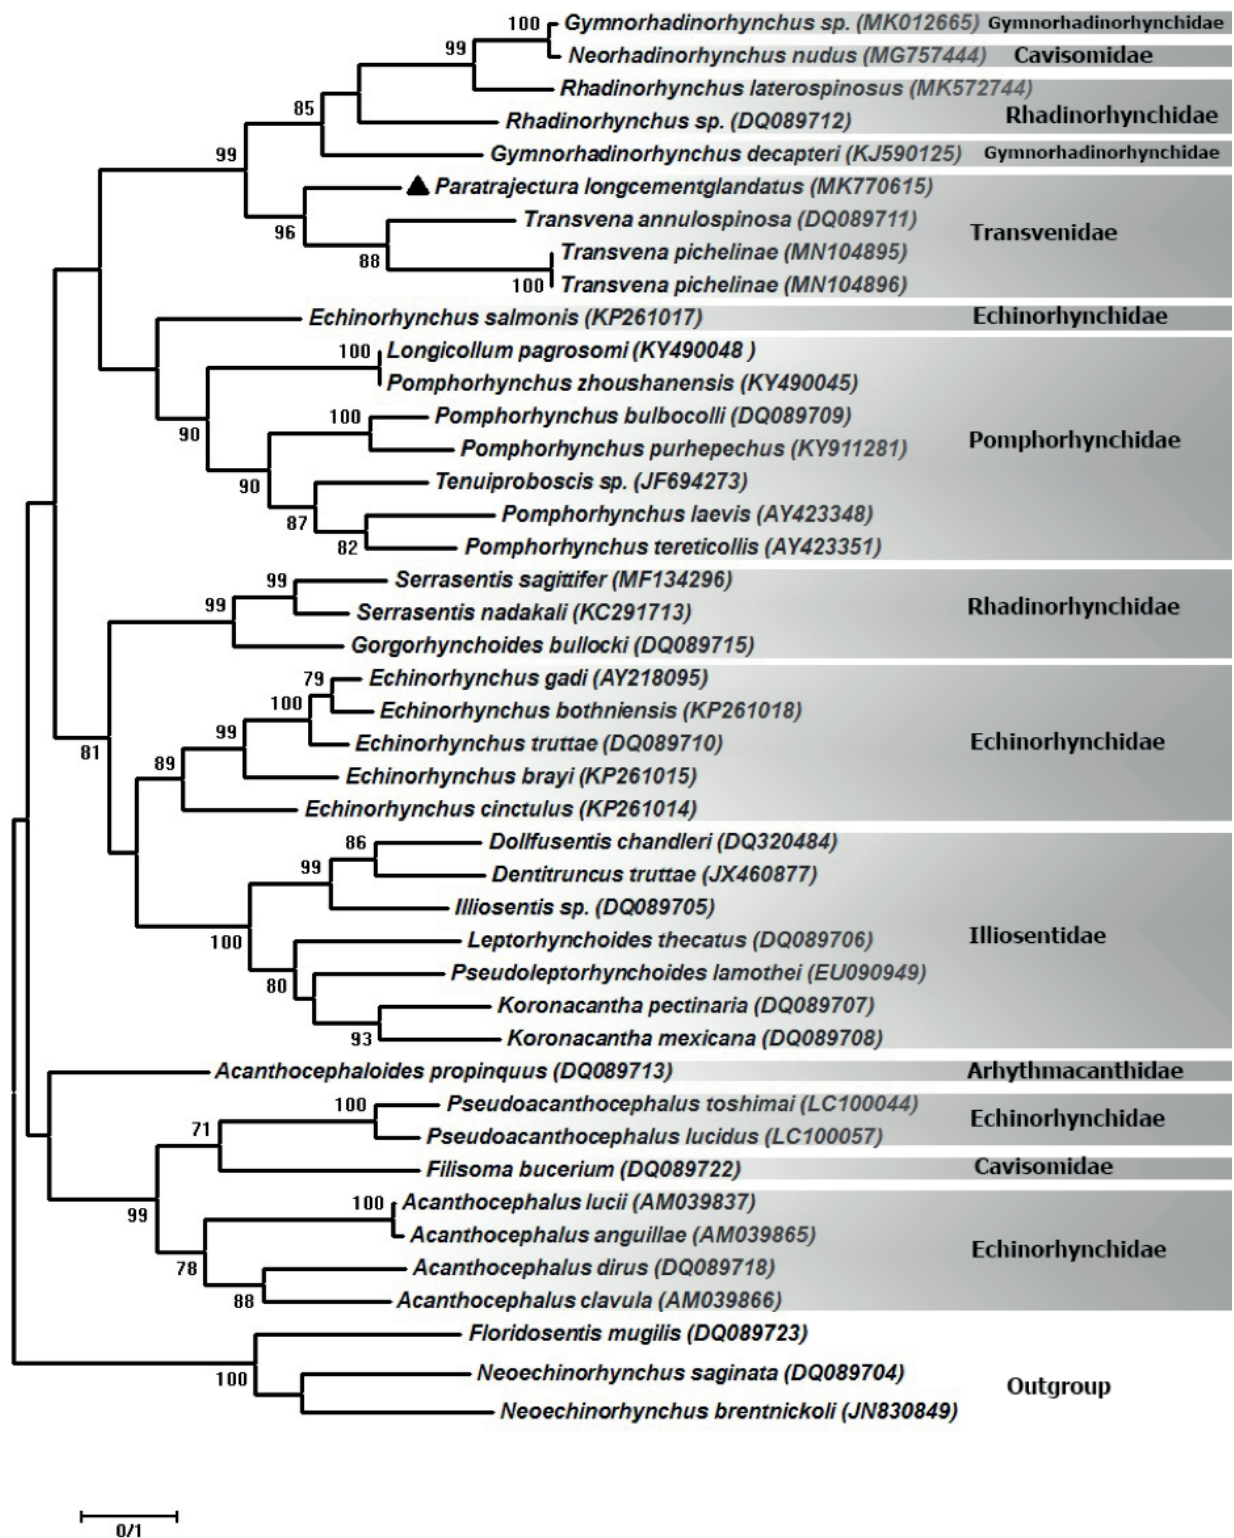 100 Gymnorhadinorhynchus sp. (MK012665) Gymnorhadinorhynchidae
99
Neorhadinorhynchus nudus (MG757444) Cavisomidae
Rhadinorhynchus laterospinosus (MK572744)
85
Rhadinorhynchidae
Rhadinorhynchus sp. (DQ089712)
99 Gymnorhadinorhynchus decapteri (KJ590125) Gymnorhadinorhynchidae
Paratrajectura longcementglandatus (MK770615)
96 Transvena annulospinosa (DQ089711) Transvenidae
88 Transvena pichelinae (MN104895)
100 Transvena pichelinae (MN104896)
Echinorhynchus salmonis (KP261017) Echinorhynchidae
100 Longicollum pagrosomi (KY490048 )
Pomphorhynchus zhoushanensis (KY490045)
100 Pomphorhynchus bulbocolli (DQ089709)
90 Pomphorhynchidae
Pomphorhynchus purhepechus (KY911281)
90 Tenuiproboscis sp. (JF694273)
87 Pomphorhynchus laevis (AY423348)
82 Pomphorhynchus tereticollis (AY423351)
99 Serrasentis sagittifer (MF134296)
99 Serrasentis nadakali (KC291713) Rhadinorhynchidae
Gorgorhynchoides bullocki (DQ089715)
79 Echinorhynchus gadi (AY218095)
100 Echinorhynchus bothniensis (KP261018)
99 Echinorhynchus truttae (DQ089710) Echinorhynchidae
81
89 Echinorhynchus brayi (KP261015)
Echinorhynchus cinctulus (KP261014)
86 Dollfusentis chandleri (DQ320484)
99 Dentitruncus truttae (JX460877)
Illiosentis sp. (DQ089705)
100 Leptorhynchoides thecatus (DQ089706) Illiosentidae
80 Pseudoleptorhynchoides lamothei (EU090949)
Koronacantha pectinaria (DQ089707)
93 Koronacantha mexicana (DQ089708)
Acanthocephaloides propinquus (DQ089713) Arhythmacanthidae
100 Pseudoacanthocephalus toshimai (LC100044)
71 Echinorhynchidae
Pseudoacanthocephalus lucidus (LC100057)
Filisoma bucerium (DQ089722) Cavisomidae
100 Acanthocephalus lucii (AM039837)
99
Acanthocephalus anguillae (AM039865)
Echinorhynchidae
78 Acanthocephalus dirus (DQ089718)
88 Acanthocephalus clavula (AM039866)
Floridosentis mugilis (DQ089723)
100 Neoechinorhynchus saginata (DQ089704)
Outgroup
Neoechinorhynchus brentnickoli (JN830849)
0/1